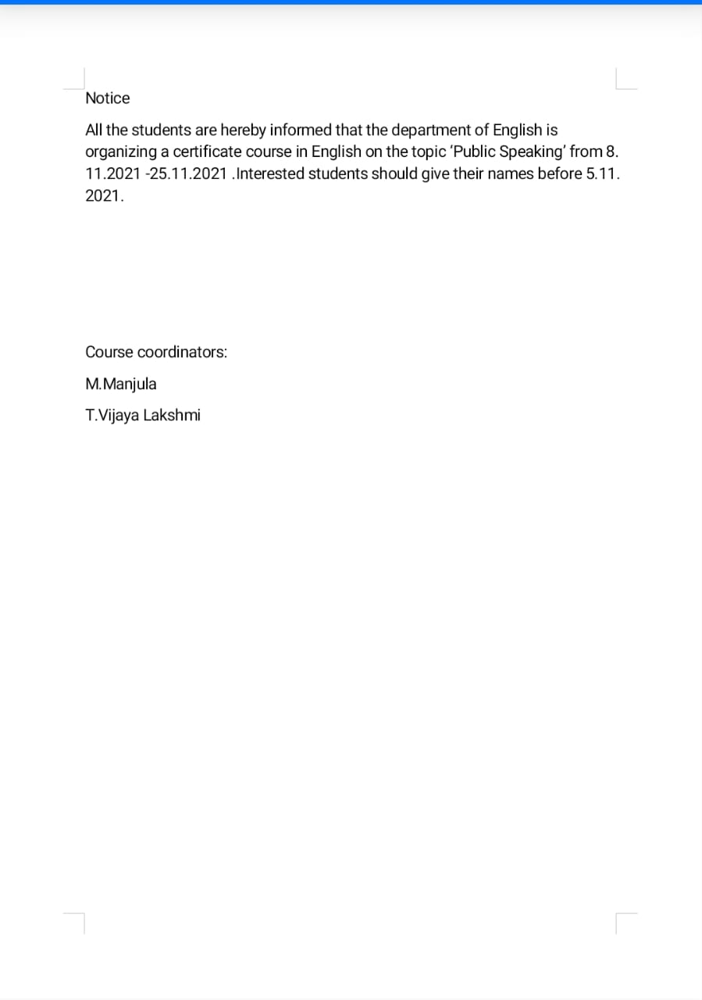 Notice
All the students are hereby informed that the department of English is
organizing a certificate course in English on the topic ‘Public Speaking’ from 8.
11.2021 -25.11.2021 .Interested students should give their names before 5.11.
2021.
Course coordinators:
M.Manjula
T.Vijaya Lakshmi